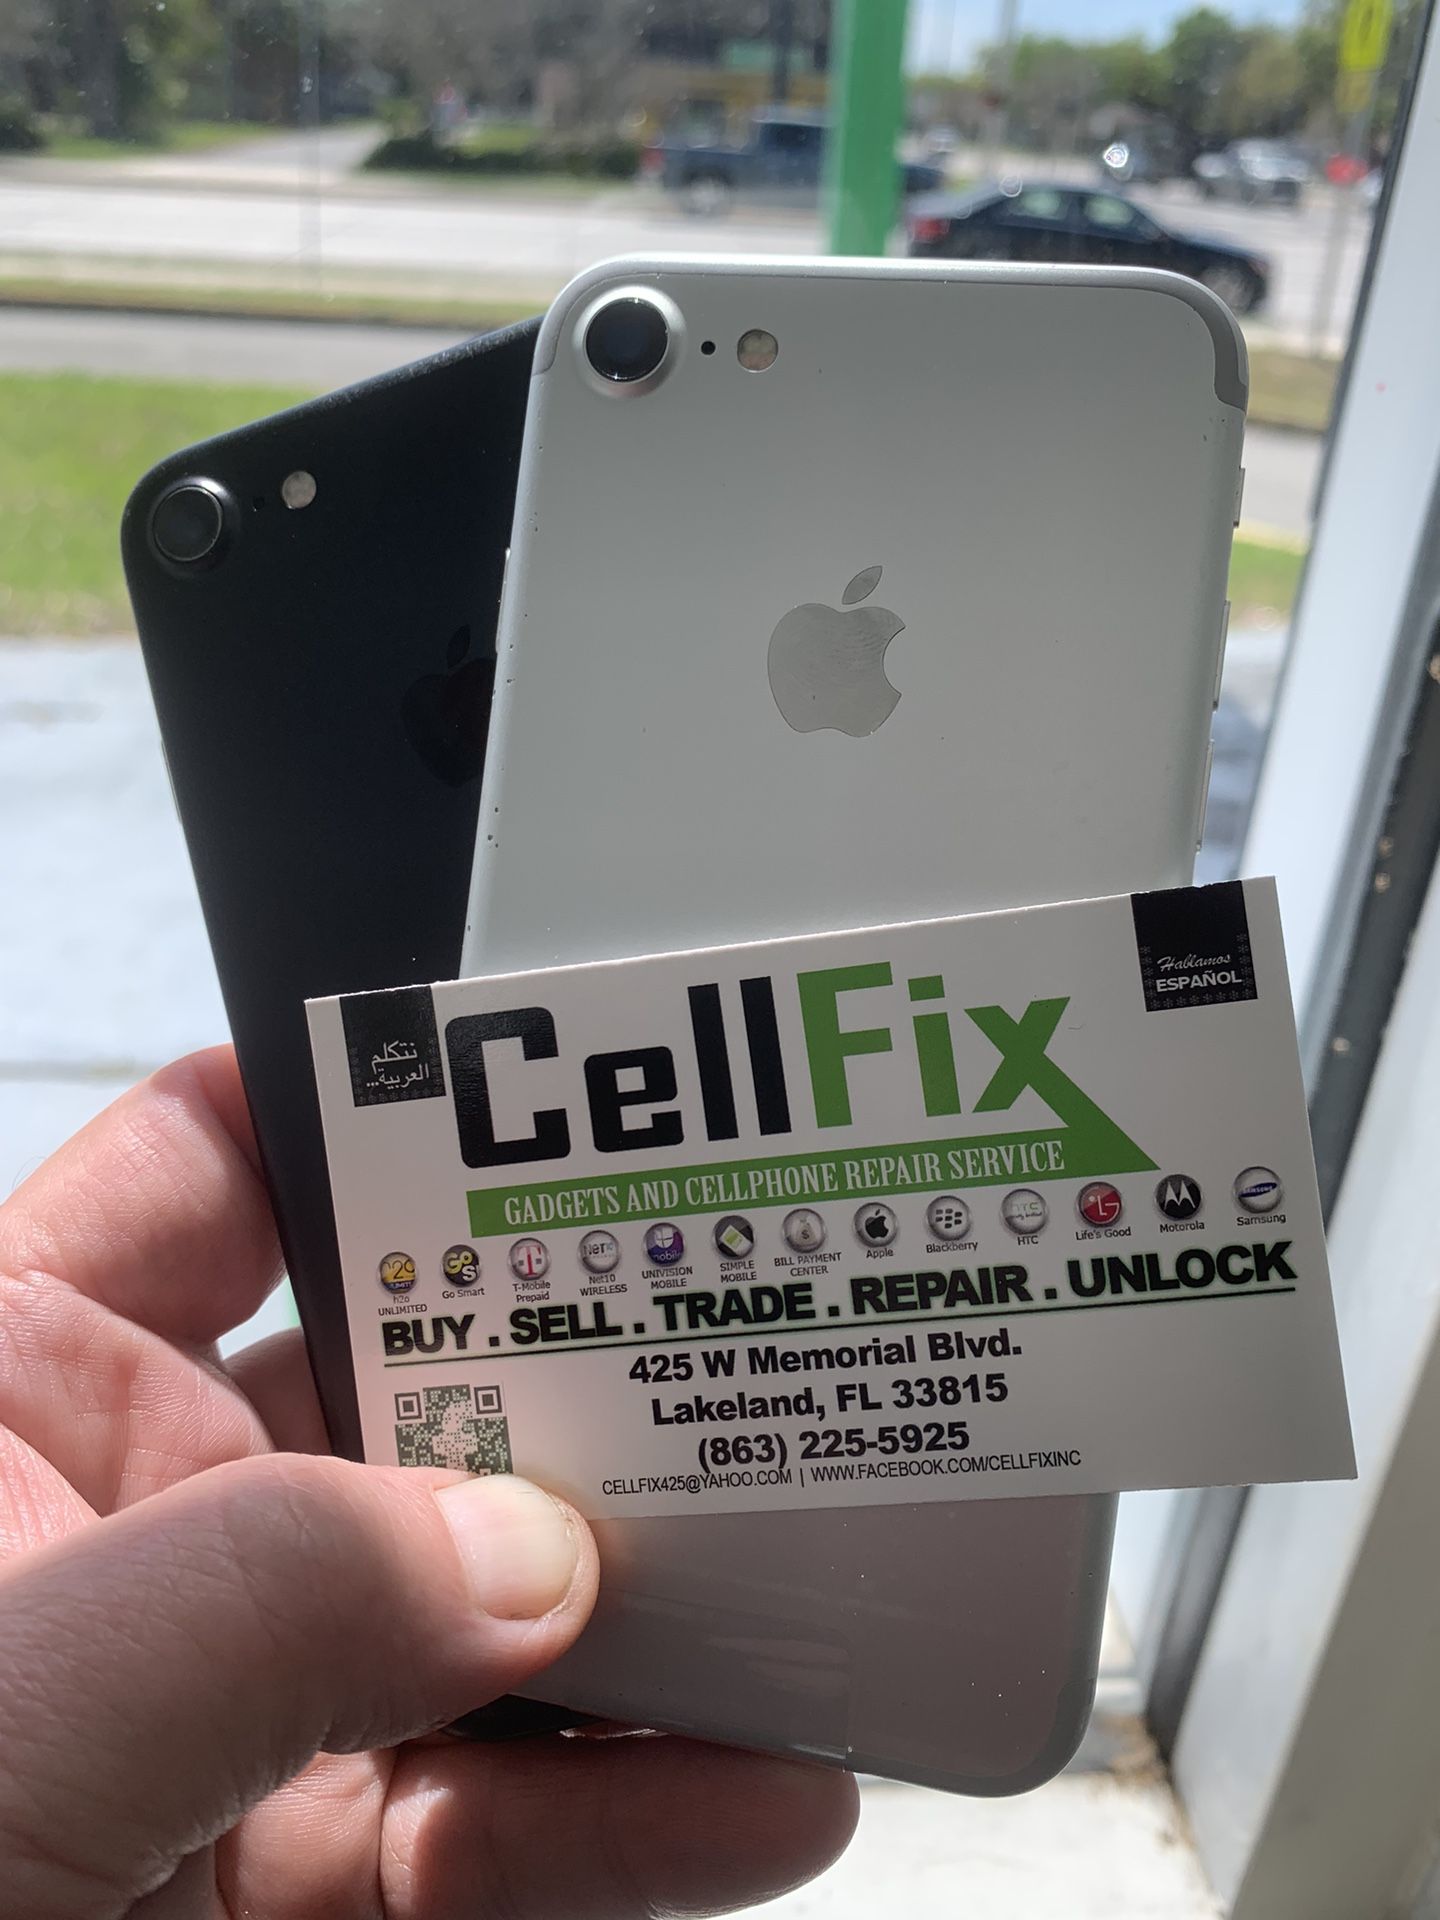 Hablamos
ESPAÑOL
نتكلم
العربية...
CellFix
GADGETS AND CELLPHONE REPAIR SERVICE
h2o
UNLIMITED
Go Smart
T-Mobile
Prepaid
Net10
WIRELESS
UNIVISION
MOBILE
SIMPLE
MOBILE
BILL PAYMENT
CENTER
Apple
Blackberry
HTC
Life's Good
Motorola
Samsung
BUY . SELL . TRADE . REPAIR . UNLOCK
425 W Memorial Blvd.
Lakeland, FL 33815
(863) 225-5925
CELLFIX425@YAHOO.COM | WWW.FACEBOOK.COM/CELLFIXINC